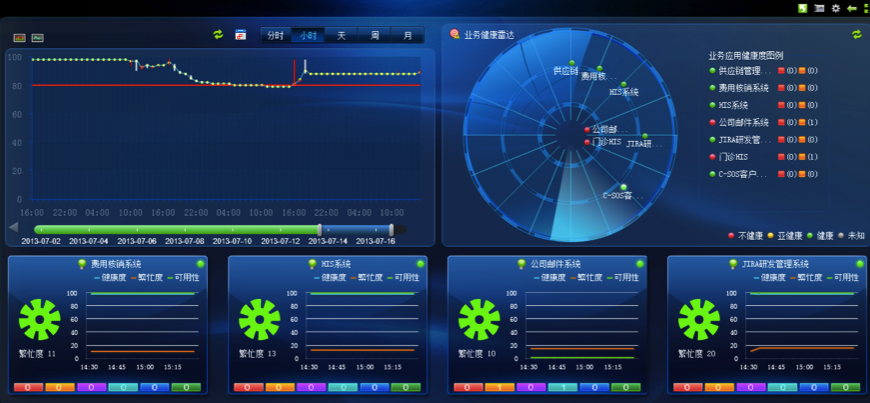 分时 小时 天 周 月
100
80
60
40
20
0
16:00 22:00 04:00 10:00 16:00 22:00 04:00 10:00 16:00 22:00 04:00 10:00
2013-07-02 2013-07-04 2013-07-06 2013-07-08 2013-07-10 2013-07-12 2013-07-14 2013-07-16
业务健康雷达
供应链
费用核...
HIS系统
公司邮...
门诊HIS
JIRA研...
C-SOS客...
业务应用健康度图例
供应链管理... (0) (0)
费用核销系统 (0) (0)
HIS系统 (0) (0)
公司邮件系统 (0) (1)
JIRA研发管... (0) (0)
门诊HIS (0) (1)
C-SOS客户... (0) (0)
不健康 亚健康 健康 未知
费用核销系统
健康度 繁忙度 可用性
100
80
60
40
20
0
繁忙度 11
14:30 14:45 15:00 15:15
0 0 0 0 0 0
HIS系统
健康度 繁忙度 可用性
100
80
60
40
20
0
繁忙度 13
14:30 14:45 15:00 15:15
0 0 0 0 0 0
公司邮件系统
健康度 繁忙度 可用性
100
80
60
40
20
0
繁忙度 10
14:30 14:45 15:00 15:15
0 1 0 1 0 0
JIRA研发管理系统
健康度 繁忙度 可用性
100
80
60
40
20
0
繁忙度 20
14:30 14:45 15:00 15:15
0 0 0 0 0 0